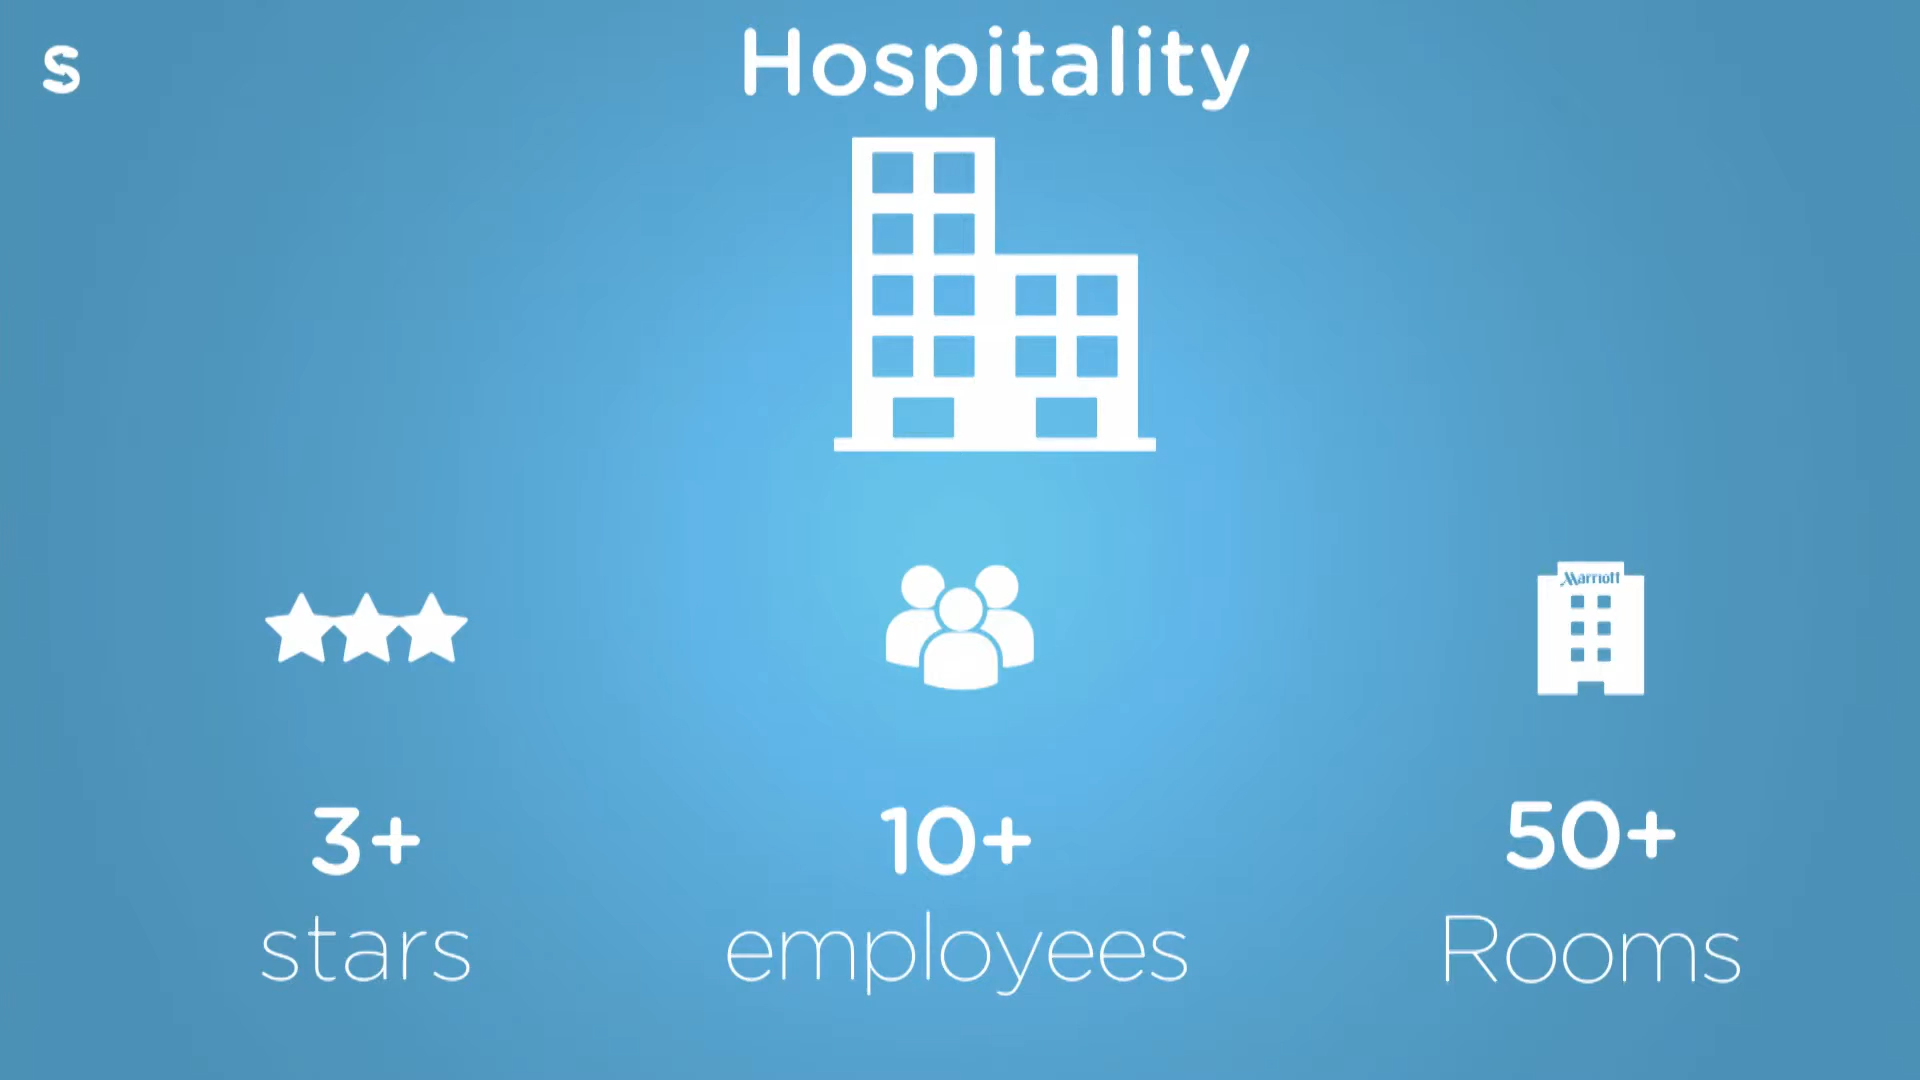 S
Hospitality
Marriott
3+
10+
50+
stars
employees
Rooms